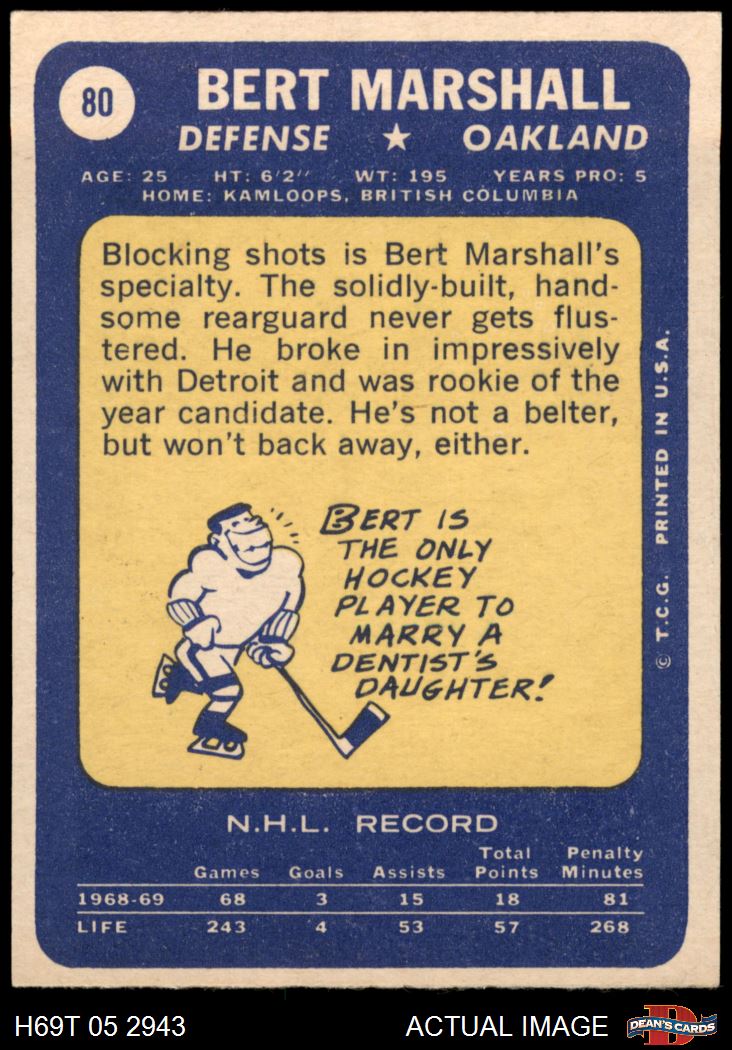 80
BERT MARSHALL
DEFENSE ★ OAKLAND
AGE: 25 HT: 6'2'' WT: 195 YEARS PRO: 5
HOME: KAMLOOPS, BRITISH COLUMBIA
Blocking shots is Bert Marshall's
specialty. The solidly-built, hand-
some rearguard never gets flus-
tered. He broke in impressively
with Detroit and was rookie of the
year candidate. He's not a belter,
but won't back away, either.
BERT IS
THE ONLY
HOCKEY
PLAYER TO
MARRY A
DENTIST'S
DAUGHTER!
© T.C.G. PRINTED IN U.S.A.
N.H.L. RECORD
Games Goals Assists Total Points Penalty Minutes
1968-69 68 3 15 18 81
LIFE 243 4 53 57 268
H69T 05 2943 ACTUAL IMAGE D DEAN'S CARDS